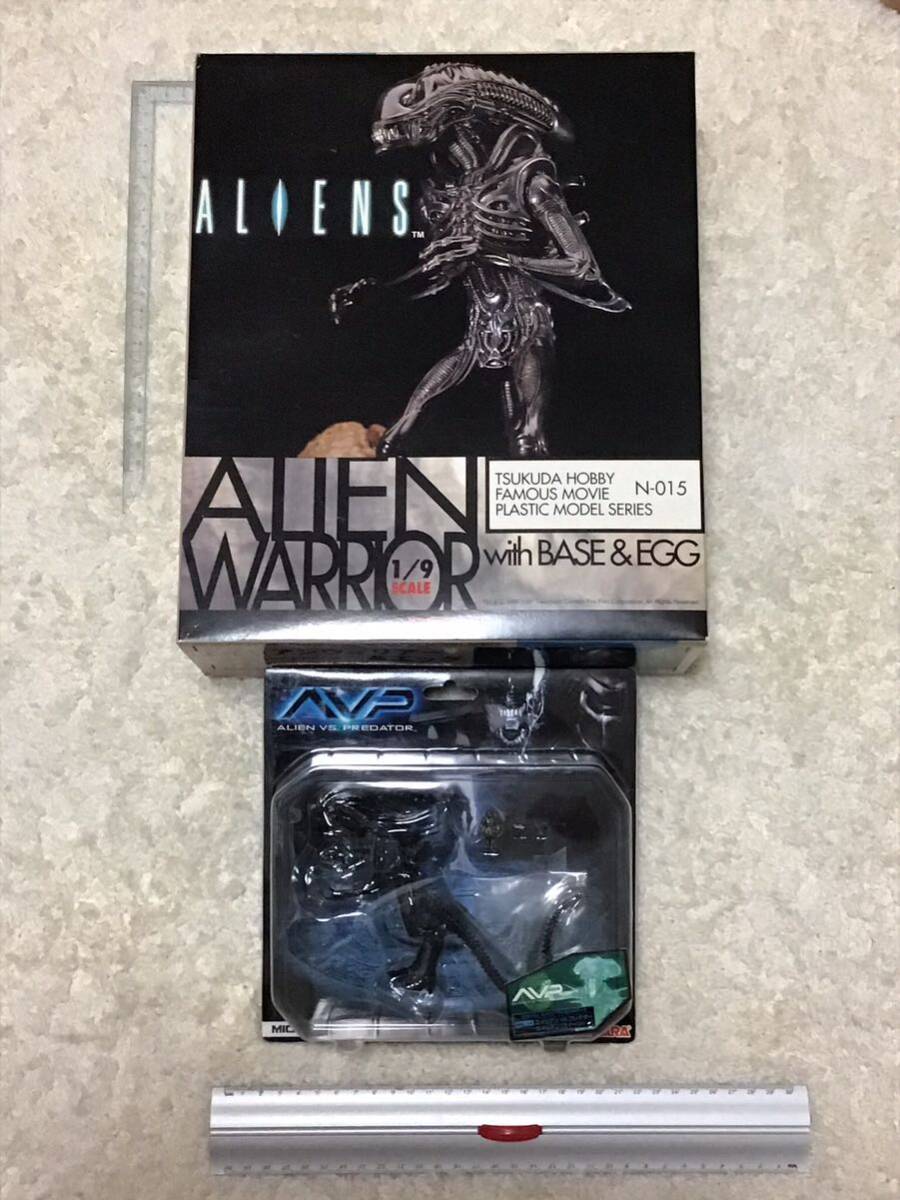 ALIENS™
ALIEN
WARRIOR
1/9
SCALE
TSUKUDA HOBBY
FAMOUS MOVIE
PLASTIC MODEL SERIES
N-015
with BASE & EGG
AVP
ALIEN VS. PREDATOR
AVP